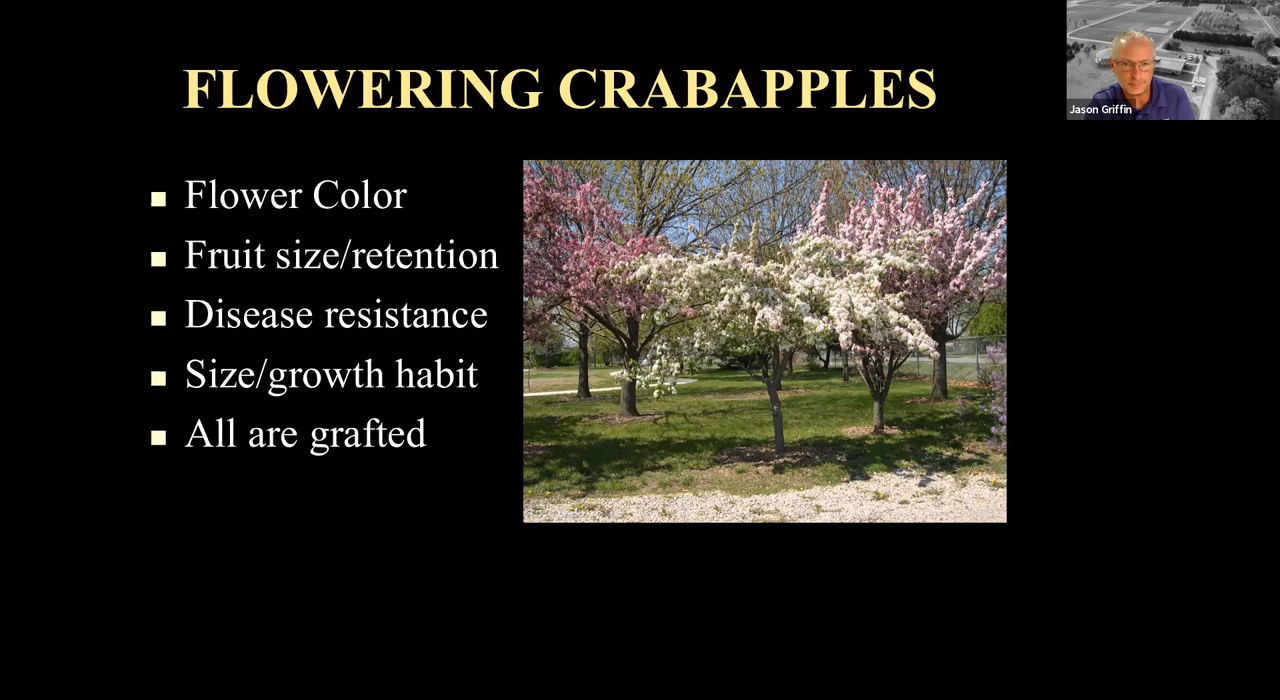 FLOWERING CRABAPPLES
Jason Griffin
Flower Color
Fruit size/retention
Disease resistance
Size/growth habit
All are grafted